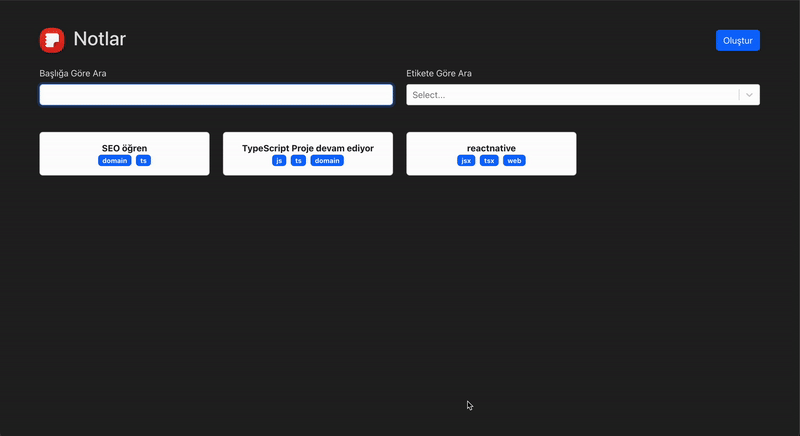 Notlar
Oluştur
Başlığa Göre Ara
Etikete Göre Ara
Select...
SEO öğren
domain ts
TypeScript Proje devam ediyor
js ts domain
reactnative
jsx tsx web